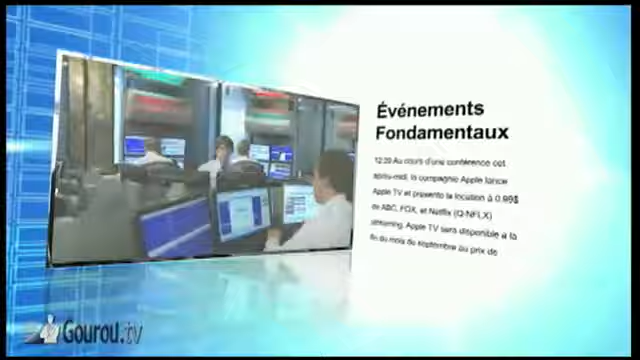 Événements
Fondamentaux
12:20 Au cours d'une conférence cet
après-midi, la compagnie Apple lance
Apple TV et présente la location à 0.99$
de ABC, FOX, et Netflix (Q-NFLX)
streaming. Apple TV sera disponible à la
fin du mois de septembre au prix de
Gourou.tv